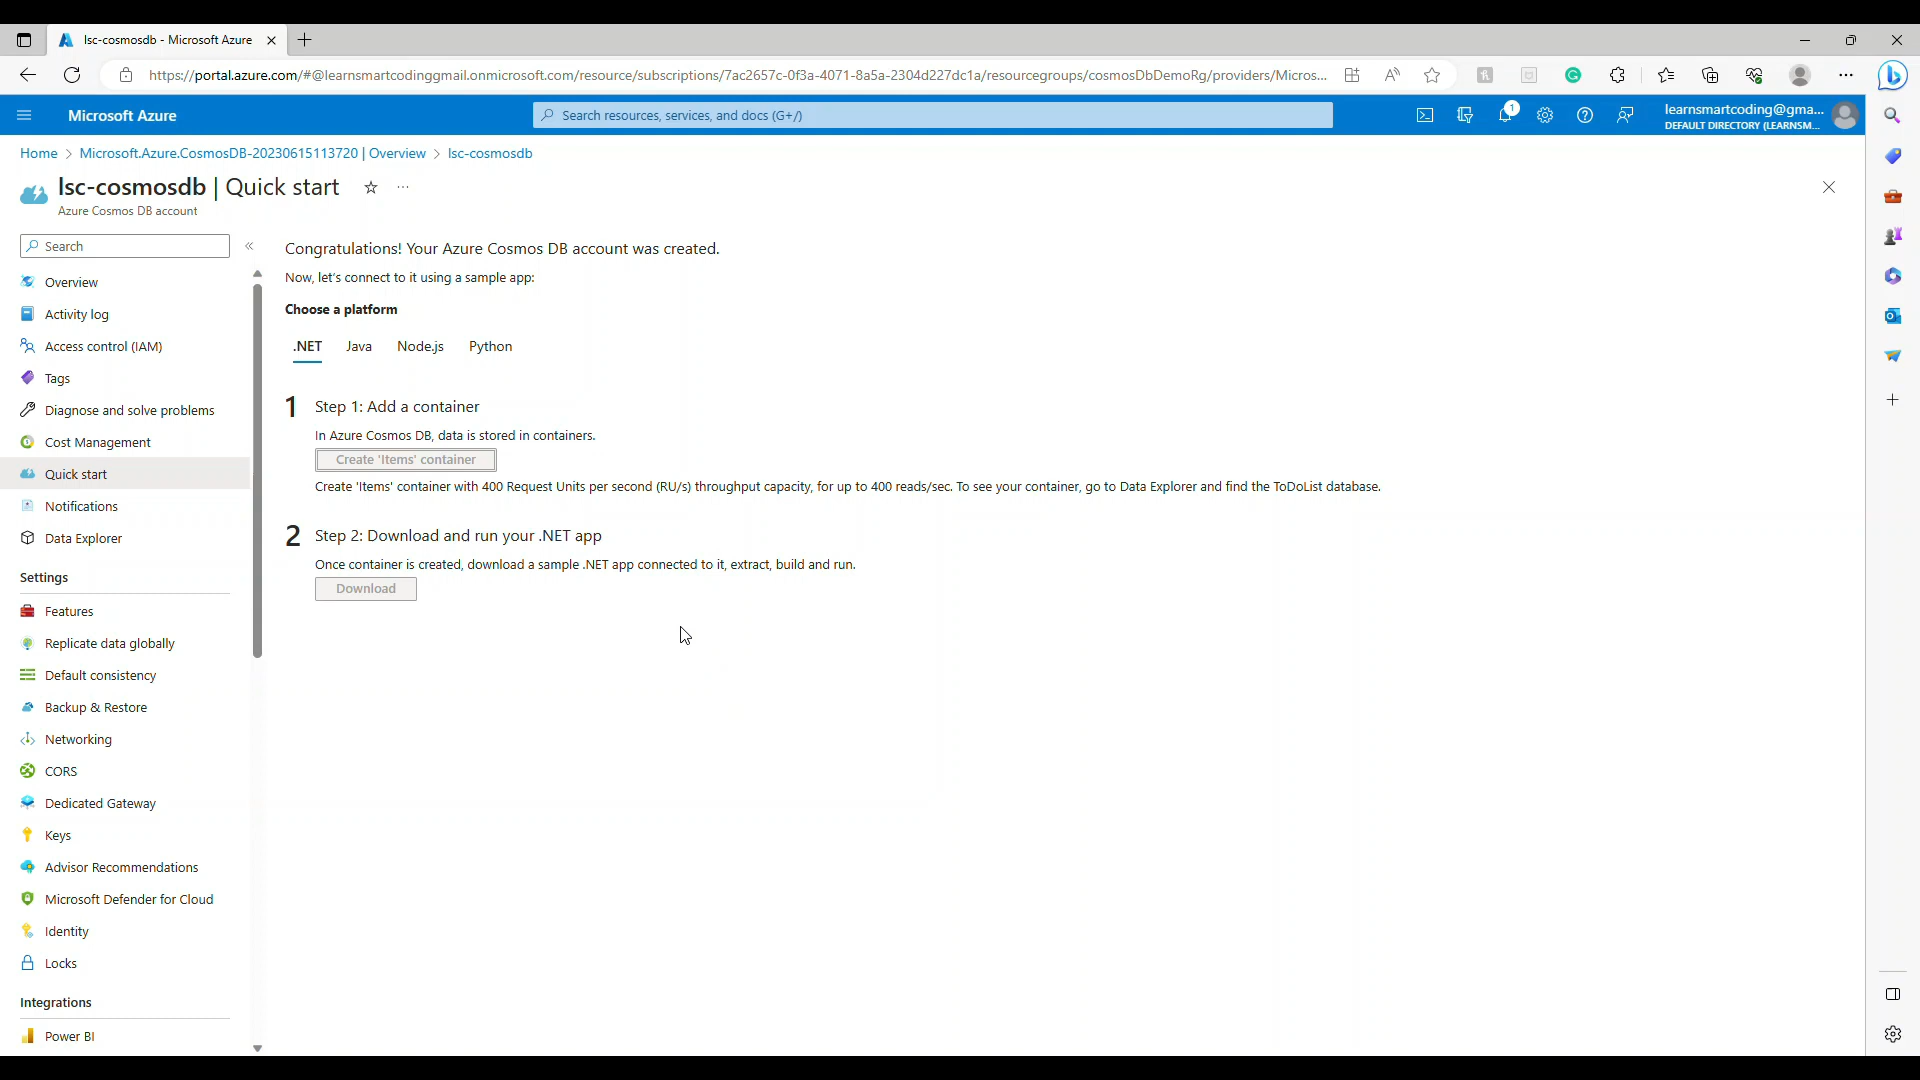 lsc-cosmosdb - Microsoft Azure
https://portal.azure.com/#@learnsmartcodinggmail.onmicrosoft.com/resource/subscriptions/7ac2657c-0f3a-4071-8a5a-2304d227dc1a/resourcegroups/cosmosDbDemoRg/providers/Micros...
Microsoft Azure
Search resources, services, and docs (G+/)
1
learnsmartcoding@gma...
DEFAULT DIRECTORY (LEARNSM...
Home > Microsoft.Azure.CosmosDB-20230615113720 | Overview > lsc-cosmosdb
lsc-cosmosdb | Quick start
Azure Cosmos DB account
Search
Overview
Activity log
Access control (IAM)
Tags
Diagnose and solve problems
Cost Management
Quick start
Notifications
Data Explorer
Settings
Features
Replicate data globally
Default consistency
Backup & Restore
Networking
CORS
Dedicated Gateway
Keys
Advisor Recommendations
Microsoft Defender for Cloud
Identity
Locks
Integrations
Power BI
Congratulations! Your Azure Cosmos DB account was created.
Now, let's connect to it using a sample app:
Choose a platform
.NET Java Node.js Python
1 Step 1: Add a container
In Azure Cosmos DB, data is stored in containers.
Create 'Items' container
Create 'Items' container with 400 Request Units per second (RU/s) throughput capacity, for up to 400 reads/sec. To see your container, go to Data Explorer and find the ToDoList database.
2 Step 2: Download and run your .NET app
Once container is created, download a sample .NET app connected to it, extract, build and run.
Download